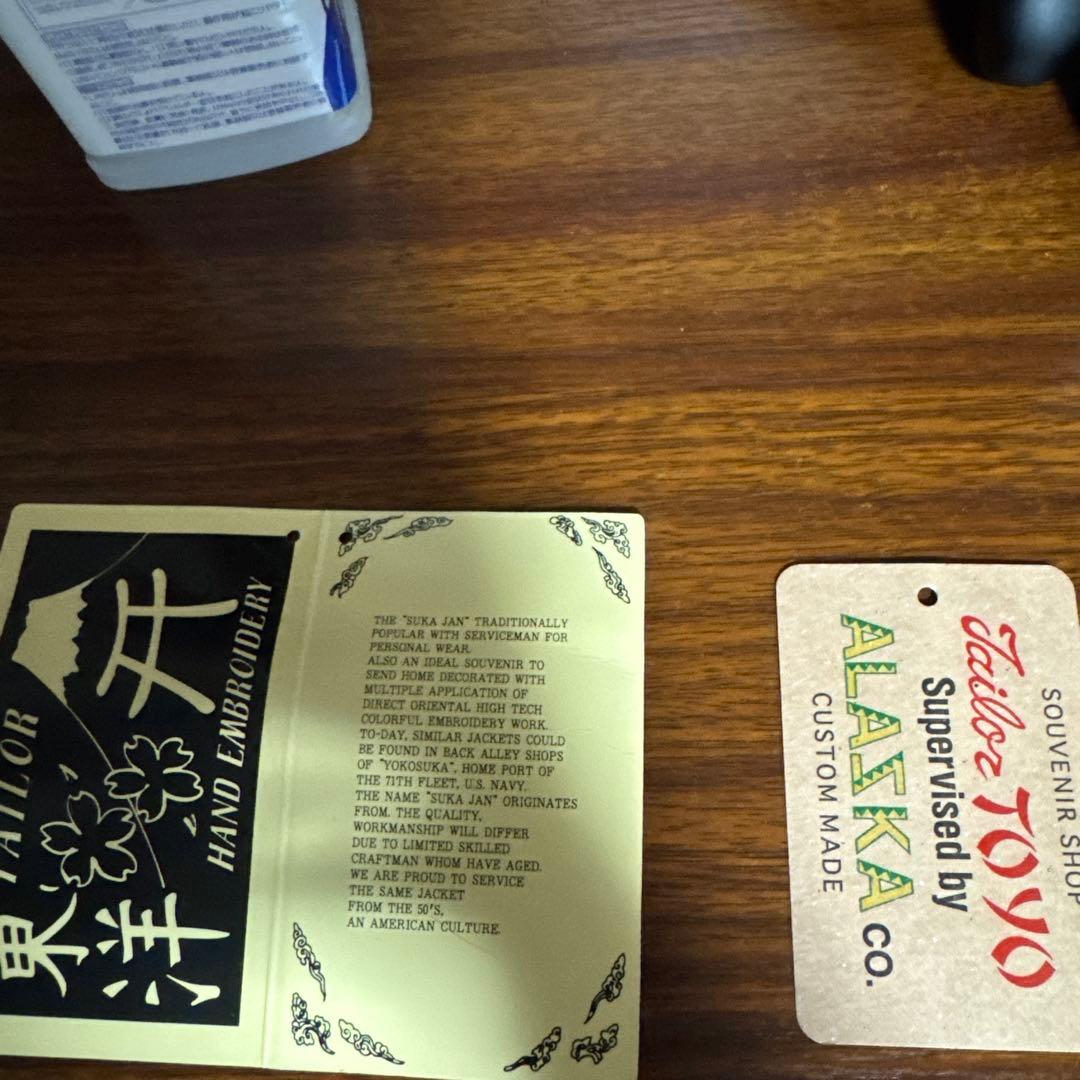 TAILOR
東洋
HAND EMBROIDERY
THE "SUKA JAN" TRADITIONALLY
POPULAR WITH SERVICEMAN FOR
PERSONAL WEAR.
ALSO AN IDEAL SOUVENIR TO
SEND HOME DECORATED WITH
MULTIPLE APPLICATION OF
DIRECT ORIENTAL HIGH TECH
COLORFUL EMBROIDERY WORK.
TO-DAY, SIMILAR JACKETS COULD
BE FOUND IN BACK ALLEY SHOPS
OF "YOKOSUKA", HOME PORT OF
THE 7TH FLEET, U.S. NAVY.
THE NAME "SUKA JAN" ORIGINATES
FROM. THE QUALITY,
WORKMANSHIP WILL DIFFER
DUE TO LIMITED SKILLED
CRAFTMAN WHOM HAVE AGED.
WE ARE PROUD TO SERVICE
THE SAME JACKET
FROM THE 50'S,
AN AMERICAN CULTURE.
SOUVENIR SHOP
Tailor TOYO
Supervised by
ALASKA CO.
CUSTOM MADE